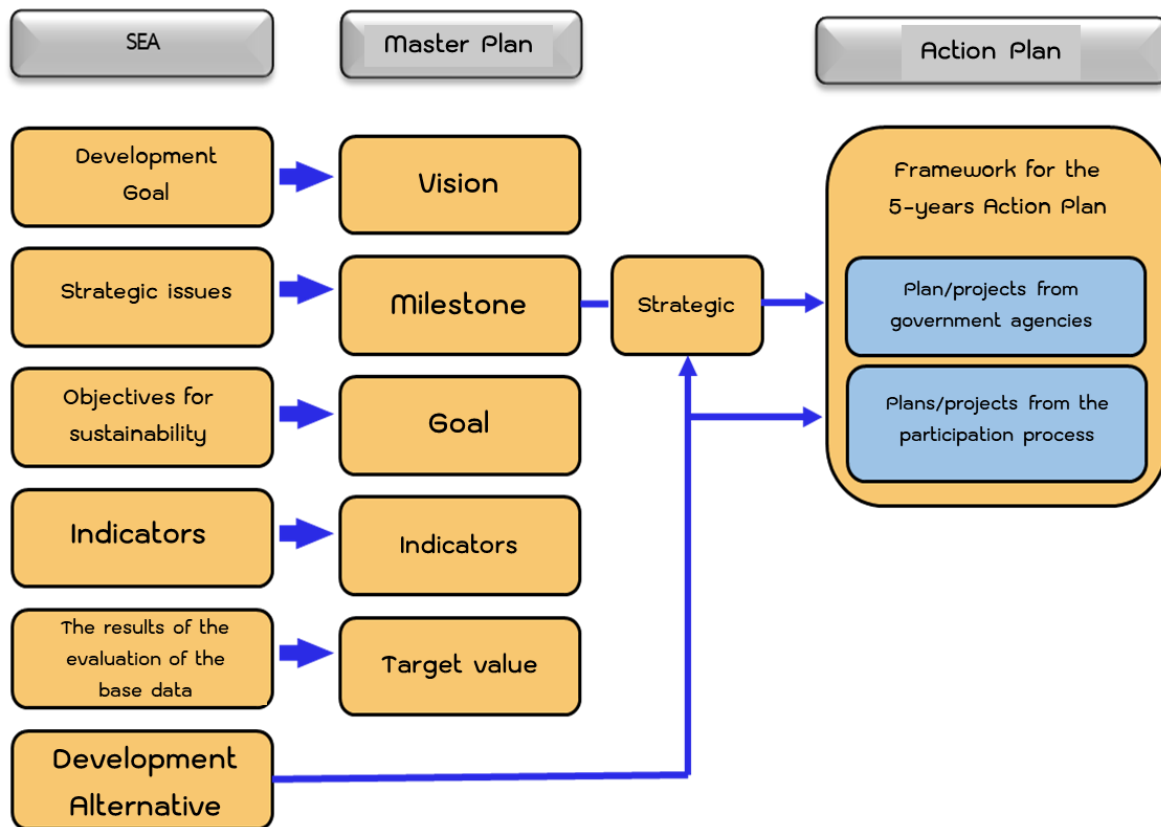 SEA
Master Plan
Action Plan
Development
Goal
Vision
Framework for the
5-years Action Plan
Strategic issues
Milestone
Strategic
Plan/projects from
government agencies
Objectives for
sustainability
Goal
Plans/projects from the
participation process
Indicators
Indicators
The results of the
evaluation of the
base data
Target value
Development
Alternative